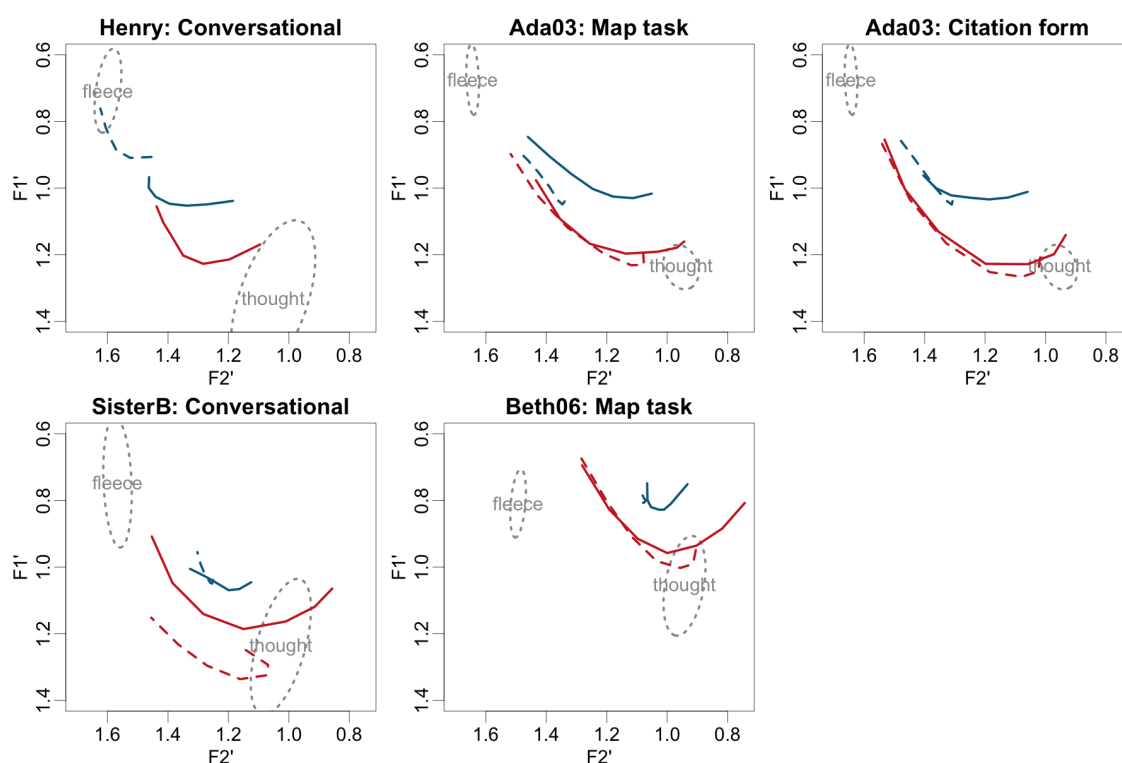 Henry: Conversational
0.6
0.8
1.0
1.2
1.4
F1'
fleece
thought
1.6 1.4 1.2 1.0 0.8
F2'
Ada03: Map task
0.6
0.8
1.0
1.2
1.4
F1'
fleece
thought
1.6 1.4 1.2 1.0 0.8
F2'
Ada03: Citation form
0.6
0.8
1.0
1.2
1.4
F1'
fleece
thought
1.6 1.4 1.2 1.0 0.8
F2'
SisterB: Conversational
0.6
0.8
1.0
1.2
1.4
F1'
fleece
thought
1.6 1.4 1.2 1.0 0.8
F2'
Beth06: Map task
0.6
0.8
1.0
1.2
1.4
F1'
fleece
thought
1.6 1.4 1.2 1.0 0.8
F2'